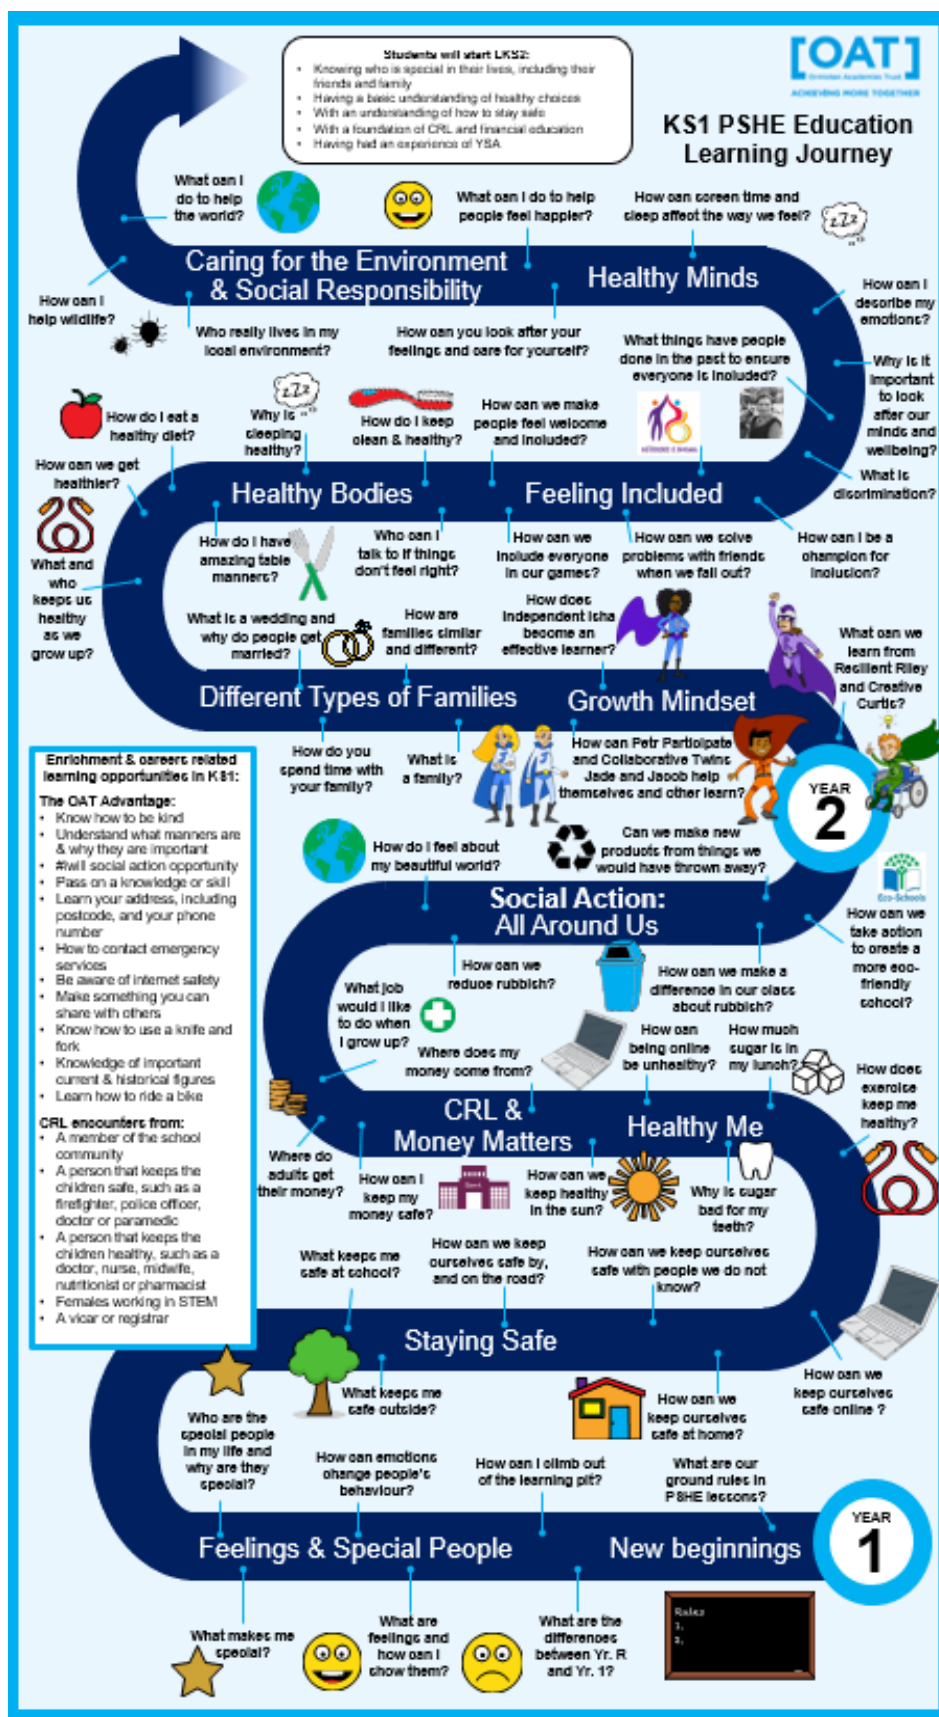 Students will start LKS2:
• Knowing who is special in their lives, including their
friends and family
• Having a basic understanding of healthy choices
• With an understanding of how to stay safe
• With a foundation of CRL and financial education
• Having had an experience of YSA
[OAT]
Ormiston Academies Trust
ACHIEVING MORE TOGETHER
KS1 PSHE Education
Learning Journey
What can I
do to help
the world?
What can I do to help
people feel happier?
How can screen time and
sleep affect the way we feel?
zZz
Caring for the Environment
& Social Responsibility
Healthy Minds
How can I
help wildlife?
Who really lives in my
local environment?
How can you look after your
feelings and care for yourself?
How can I
describe my
emotions?
What things have people
done in the past to ensure
everyone is included?
Why is it
important
to look
after our
minds and
wellbeing?
What is
discrimination?
zZz
How do I eat a
healthy diet?
Why is
sleeping
healthy?
How do I keep
clean & healthy?
How can we make
people feel welcome
and included?
How can we get
healthier?
Healthy Bodies
Feeling Included
What and
who
keeps us
healthy
as we
grow up?
How do I have
amazing table
manners?
Who can I
talk to if things
don't feel right?
How can we
include everyone
in our games?
How can we solve
problems with friends
when we fall out?
How can I be a
champion for
inclusion?
What is a wedding and
why do people get
married?
How are
families similar
and different?
How does
Independent Isha
become an
effective learner?
What can we
learn from
Resilient Riley
and Creative
Curtis?
Different Types of Families
Growth Mindset
How do you
spend time with
your family?
What is
a family?
How can Petr Participate
and Collaborative Twins
Jade and Jacob help
themselves and other learn?
YEAR
2
Enrichment & careers related
learning opportunities in KS1:
The OAT Advantage:
• Know how to be kind
• Understand what manners are
& why they are important
• #iwill social action opportunity
• Pass on a knowledge or skill
• Learn your address, including
postcode, and your phone
number
• How to contact emergency
services
• Be aware of internet safety
• Make something you can
share with others
• Know how to use a knife and
fork
• Knowledge of important
current & historical figures
• Learn how to ride a bike
CRL encounters from:
• A member of the school
community
• A person that keeps the
children safe, such as a
firefighter, police officer,
doctor or paramedic
• A person that keeps the
children healthy, such as a
doctor, nurse, midwife,
nutritionist or pharmacist
• Females working in STEM
• A vicar or registrar
How do I feel about
my beautiful world?
Can we make new
products from things we
would have thrown away?
Eco-Schools
Social Action:
All Around Us
How can we
take action
to create a
more eco-
friendly
school?
How can we
reduce rubbish?
How can we make a
difference in our class
about rubbish?
What job
would I like
to do when
I grow up?
Where does my
money come from?
How can
being online
be unhealthy?
How much
sugar is in
my lunch?
How does
exercise
keep me
healthy?
CRL &
Money Matters
Healthy Me
Where do
adults get
their money?
How can I
keep my
money safe?
Bank
How can we
keep healthy
in the sun?
Why is sugar
bad for my
teeth?
What keeps me
safe at school?
How can we keep
ourselves safe by,
and on the road?
How can we keep ourselves
safe with people we do not
know?
Staying Safe
What keeps me
safe outside?
How can we
keep ourselves
safe at home?
How can we
keep ourselves
safe online ?
Who are the
special people
in my life and
why are they
special?
How can emotions
change people's
behaviour?
How can I climb out
of the learning pit?
What are our
ground rules in
PSHE lessons?
Feelings & Special People
New beginnings
YEAR
1
What makes me
special?
What are
feelings and
how can I
show them?
What are the
differences
between Yr. R
and Yr. 1?
Rules
1.
2.